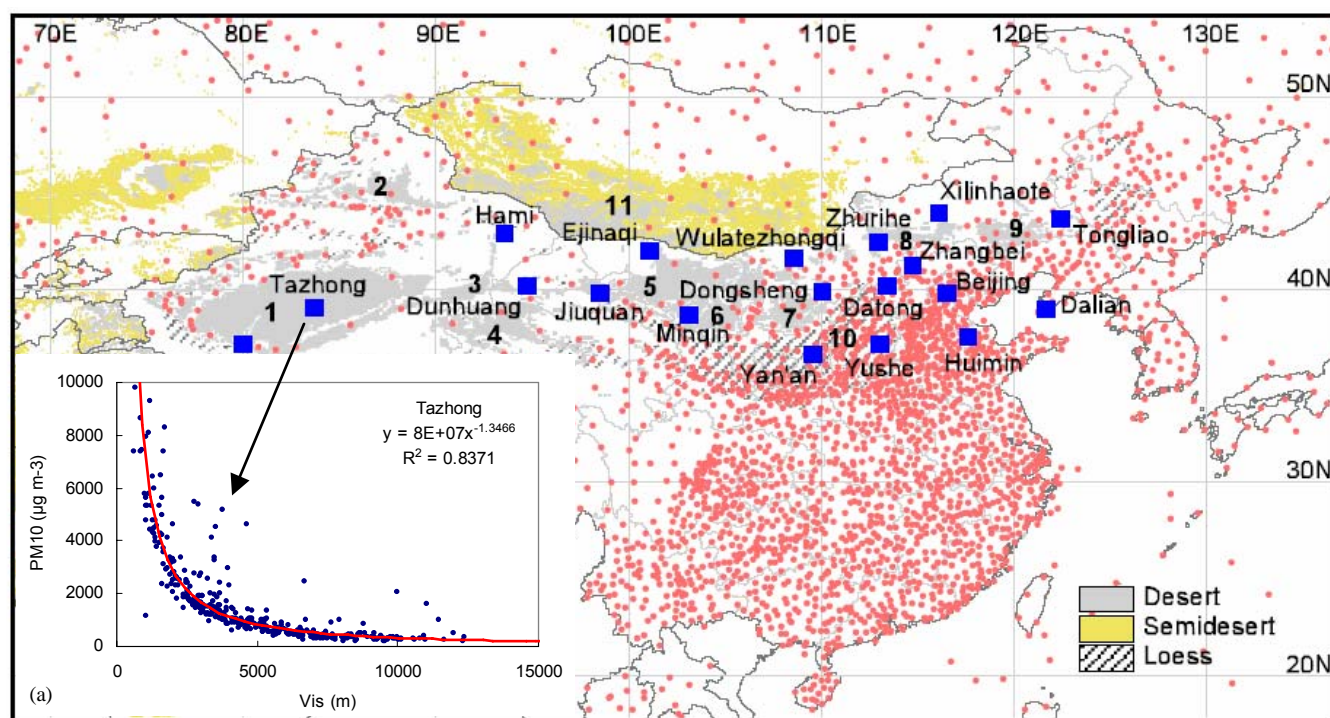 70E 80E 90E 100E 110E 120E 130E
50N
2
11
Xilinhaote
Hami
Zhurihe
9
Ejinaqi
Wulatezhongqi
8
Tongliao
Zhangbei
Tazhong
3
5
Beijing
40N
1
Dunhuang
Dongsheng
Jiuquan
6
7
Datong
Dalian
4
Minqin
10
Yan'an
Yushe
Huimin
10000
Tazhong
y = 8E+07x^-1.3466
R² = 0.8371
8000
6000
30N
PM10 (μg m-3)
4000
2000
Desert
Semidesert
0
Loess
0 5000 10000 15000
20N
(a)
Vis (m)